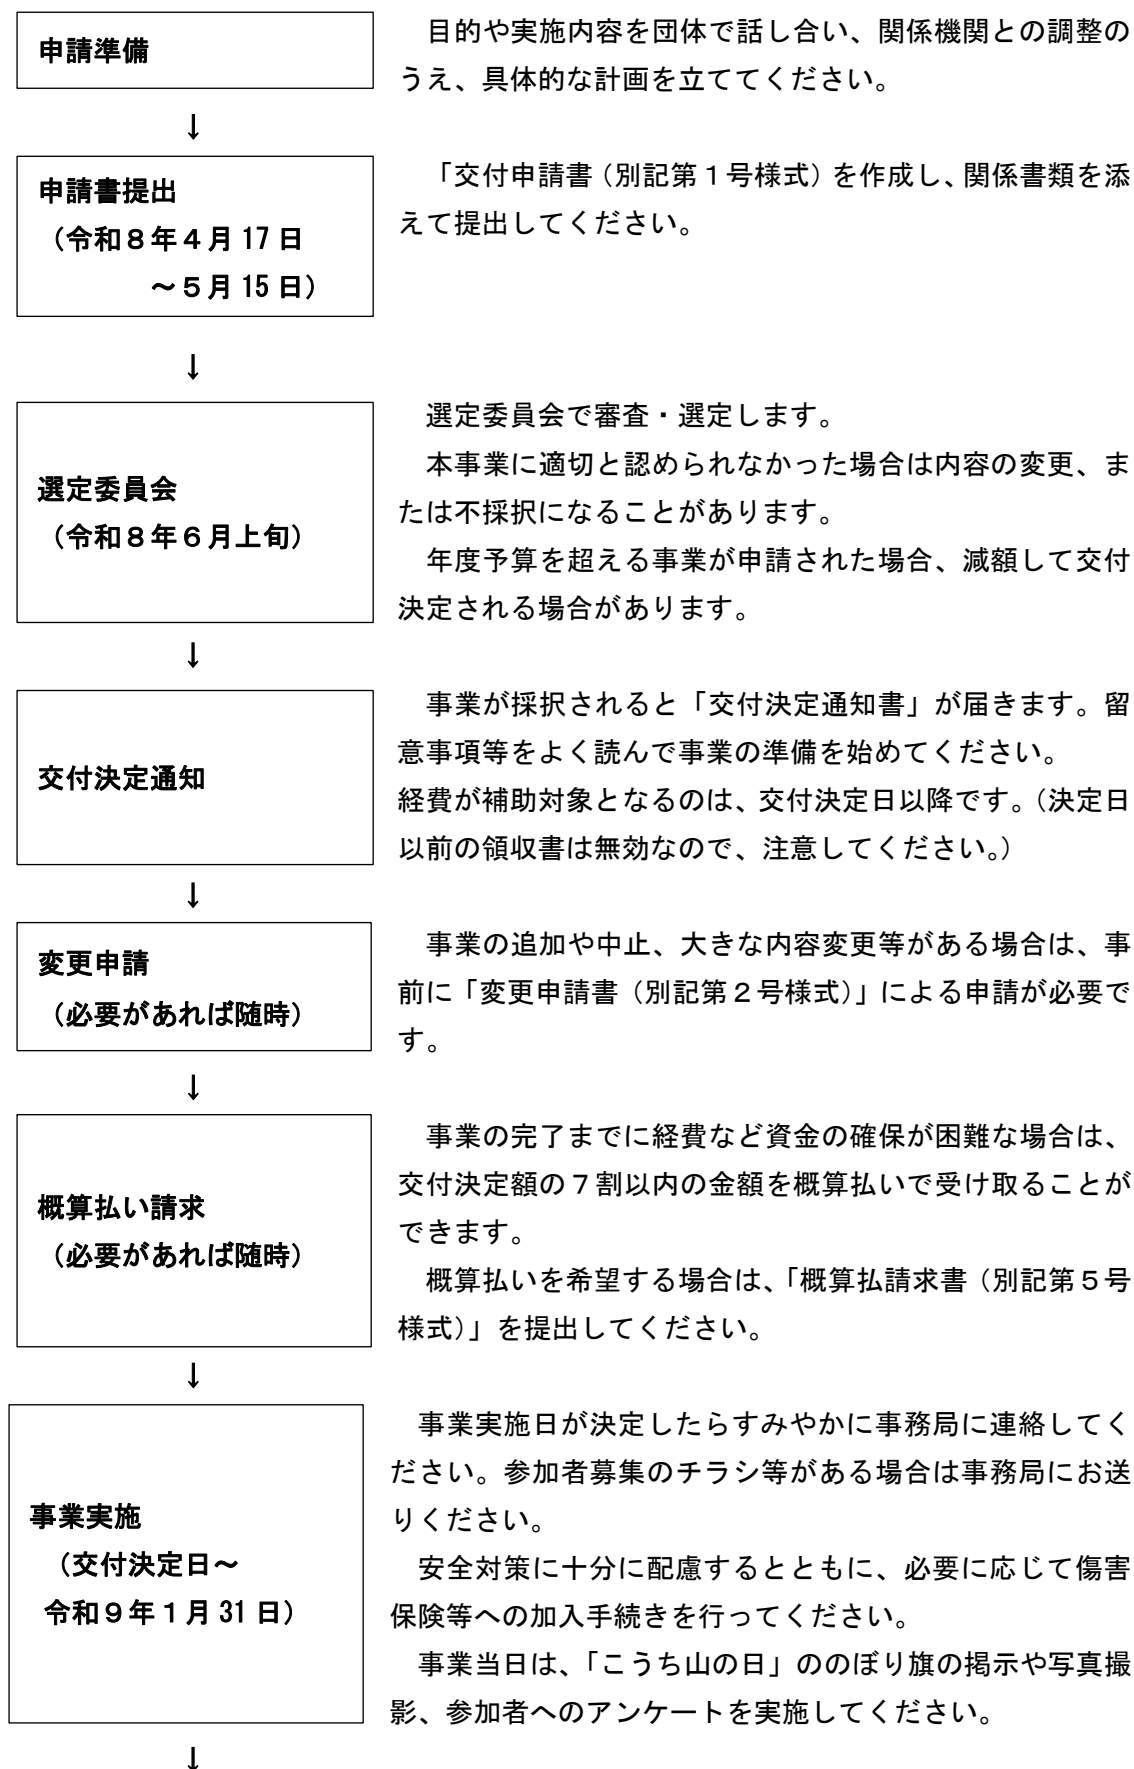 申請準備
　目的や実施内容を団体で話し合い、関係機関との調整の
うえ、具体的な計画を立ててください。
↓
申請書提出
（令和８年４月17日
～５月15日）
　「交付申請書（別記第１号様式）を作成し、関係書類を添
えて提出してください。
↓
選定委員会
（令和８年６月上旬）
　選定委員会で審査・選定します。
　本事業に適切と認められなかった場合は内容の変更、ま
たは不採択になることがあります。
　年度予算を超える事業が申請された場合、減額して交付
決定される場合があります。
↓
交付決定通知
　事業が採択されると「交付決定通知書」が届きます。留
意事項等をよく読んで事業の準備を始めてください。
経費が補助対象となるのは、交付決定日以降です。（決定日
以前の領収書は無効なので、注意してください。）
↓
変更申請
（必要があれば随時）
　事業の追加や中止、大きな内容変更等がある場合は、事
前に「変更申請書（別記第２号様式）」による申請が必要で
す。
↓
概算払い請求
（必要があれば随時）
　事業の完了までに経費など資金の確保が困難な場合は、
交付決定額の７割以内の金額を概算払いで受け取ることが
できます。
　概算払いを希望する場合は、「概算払請求書（別記第５号
様式）」を提出してください。
↓
事業実施
（交付決定日～
令和９年１月31日）
　事業実施日が決定したらすみやかに事務局に連絡してく
ださい。参加者募集のチラシ等がある場合は事務局にお送
りください。
　安全対策に十分に配慮するとともに、必要に応じて傷害
保険等への加入手続きを行ってください。
　事業当日は、「こうち山の日」ののぼり旗の掲示や写真撮
影、参加者へのアンケートを実施してください。
↓